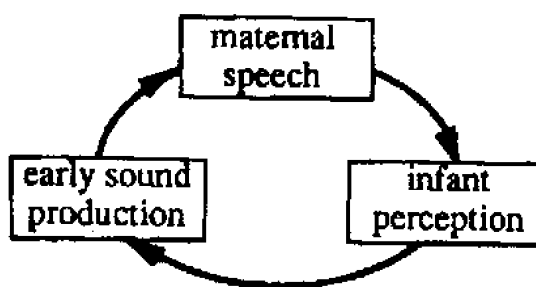 maternal
speech
early sound
production
infant
perception